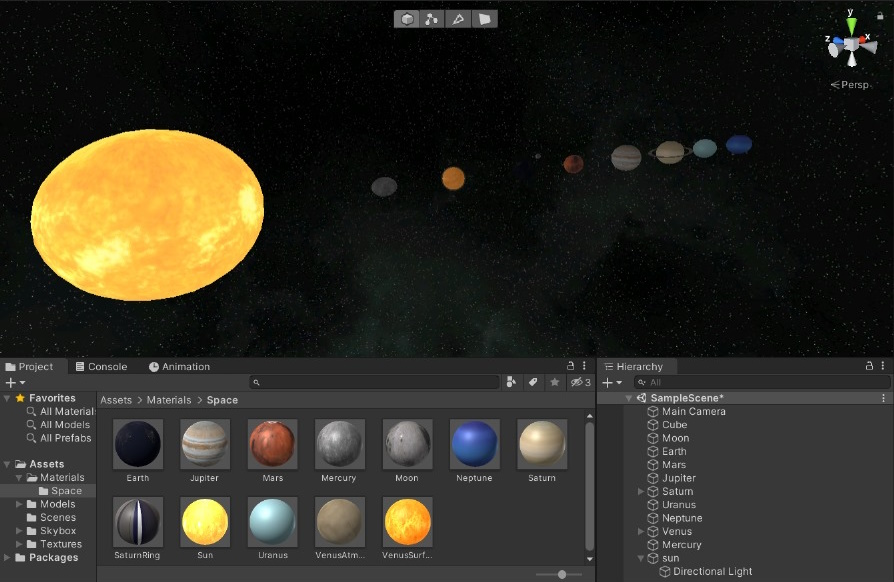 y
z
x
Persp
Project
Console
Animation
3
Favorites
All Material
All Models
All Prefabs
Assets
Materials
Space
Models
Scenes
Skybox
Textures
Packages
Assets > Materials > Space
Earth
Jupiter
Mars
Mercury
Moon
Neptune
Saturn
SaturnRing
Sun
Uranus
VenusAtm...
VenusSurf...
Hierarchy
All
SampleScene*
Main Camera
Cube
Moon
Earth
Mars
Jupiter
Saturn
Uranus
Neptune
Venus
Mercury
sun
Directional Light